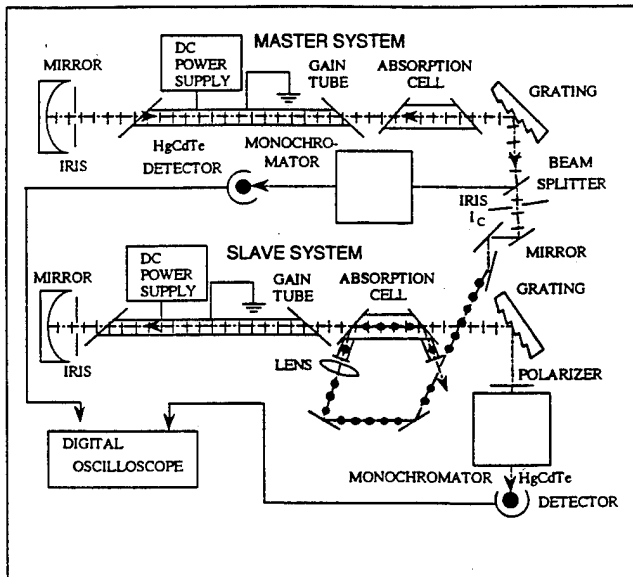 MASTER SYSTEM
DC
POWER
SUPPLY
MIRROR
GAIN
TUBE
ABSORPTION
CELL
GRATING
IRIS
HgCdTe
DETECTOR
MONOCHRO-
MATOR
BEAM
SPLITTER
IRIS
I_C
MIRROR
SLAVE SYSTEM
DC
POWER
SUPPLY
MIRROR
GAIN
TUBE
ABSORPTION
CELL
GRATING
IRIS
LENS
POLARIZER
DIGITAL
OSCILLOSCOPE
MONOCHROMATOR
HgCdTe
DETECTOR